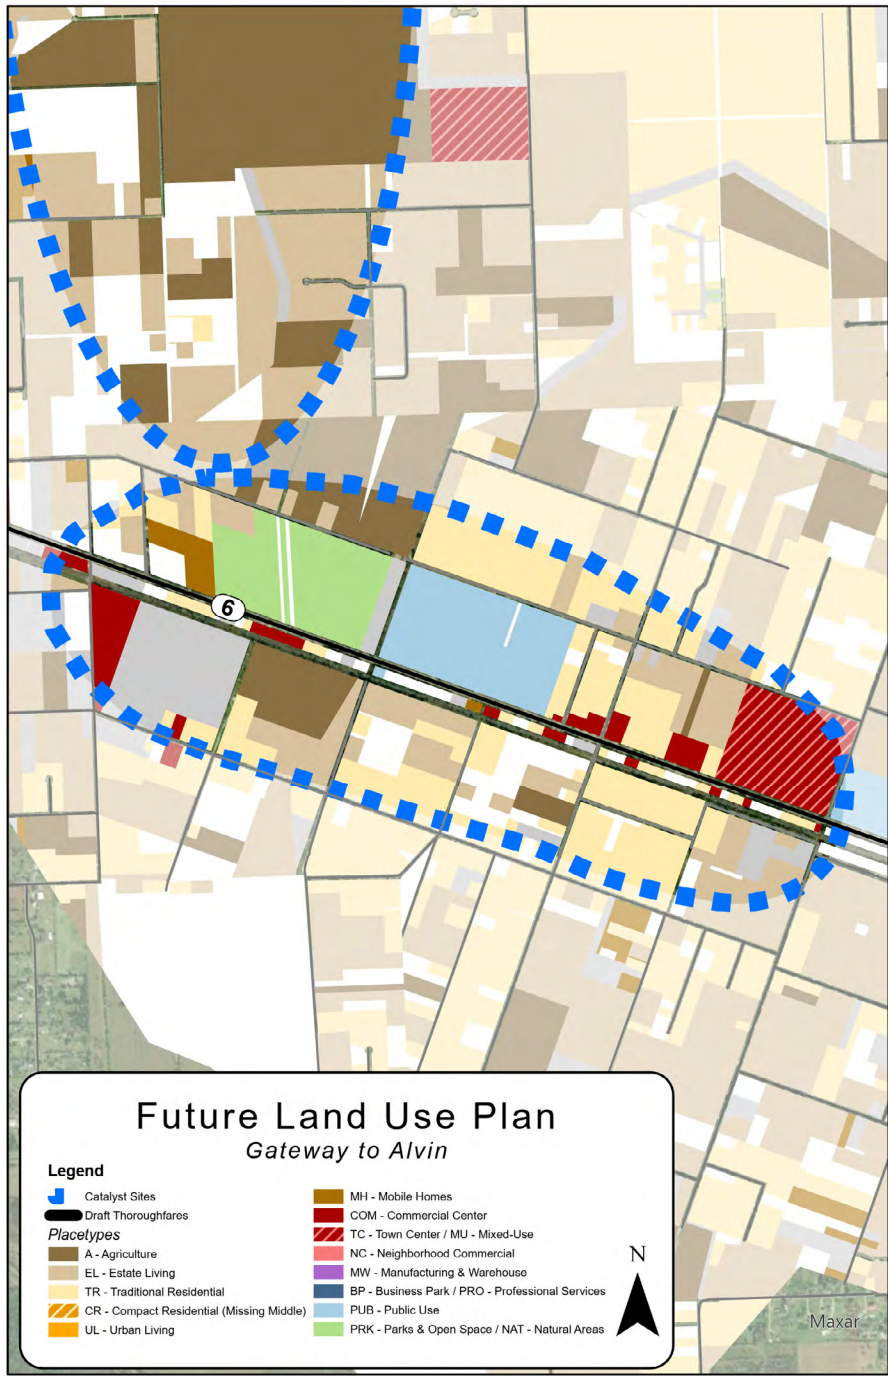 6
Future Land Use Plan
Gateway to Alvin
Legend
Catalyst Sites
Draft Thoroughfares
Placetypes
A - Agriculture
EL - Estate Living
TR - Traditional Residential
CR - Compact Residential (Missing Middle)
UL - Urban Living
MH - Mobile Homes
COM - Commercial Center
TC - Town Center / MU - Mixed-Use
NC - Neighborhood Commercial
MW - Manufacturing & Warehouse
BP - Business Park / PRO - Professional Services
PUB - Public Use
PRK - Parks & Open Space / NAT - Natural Areas
N
Maxar